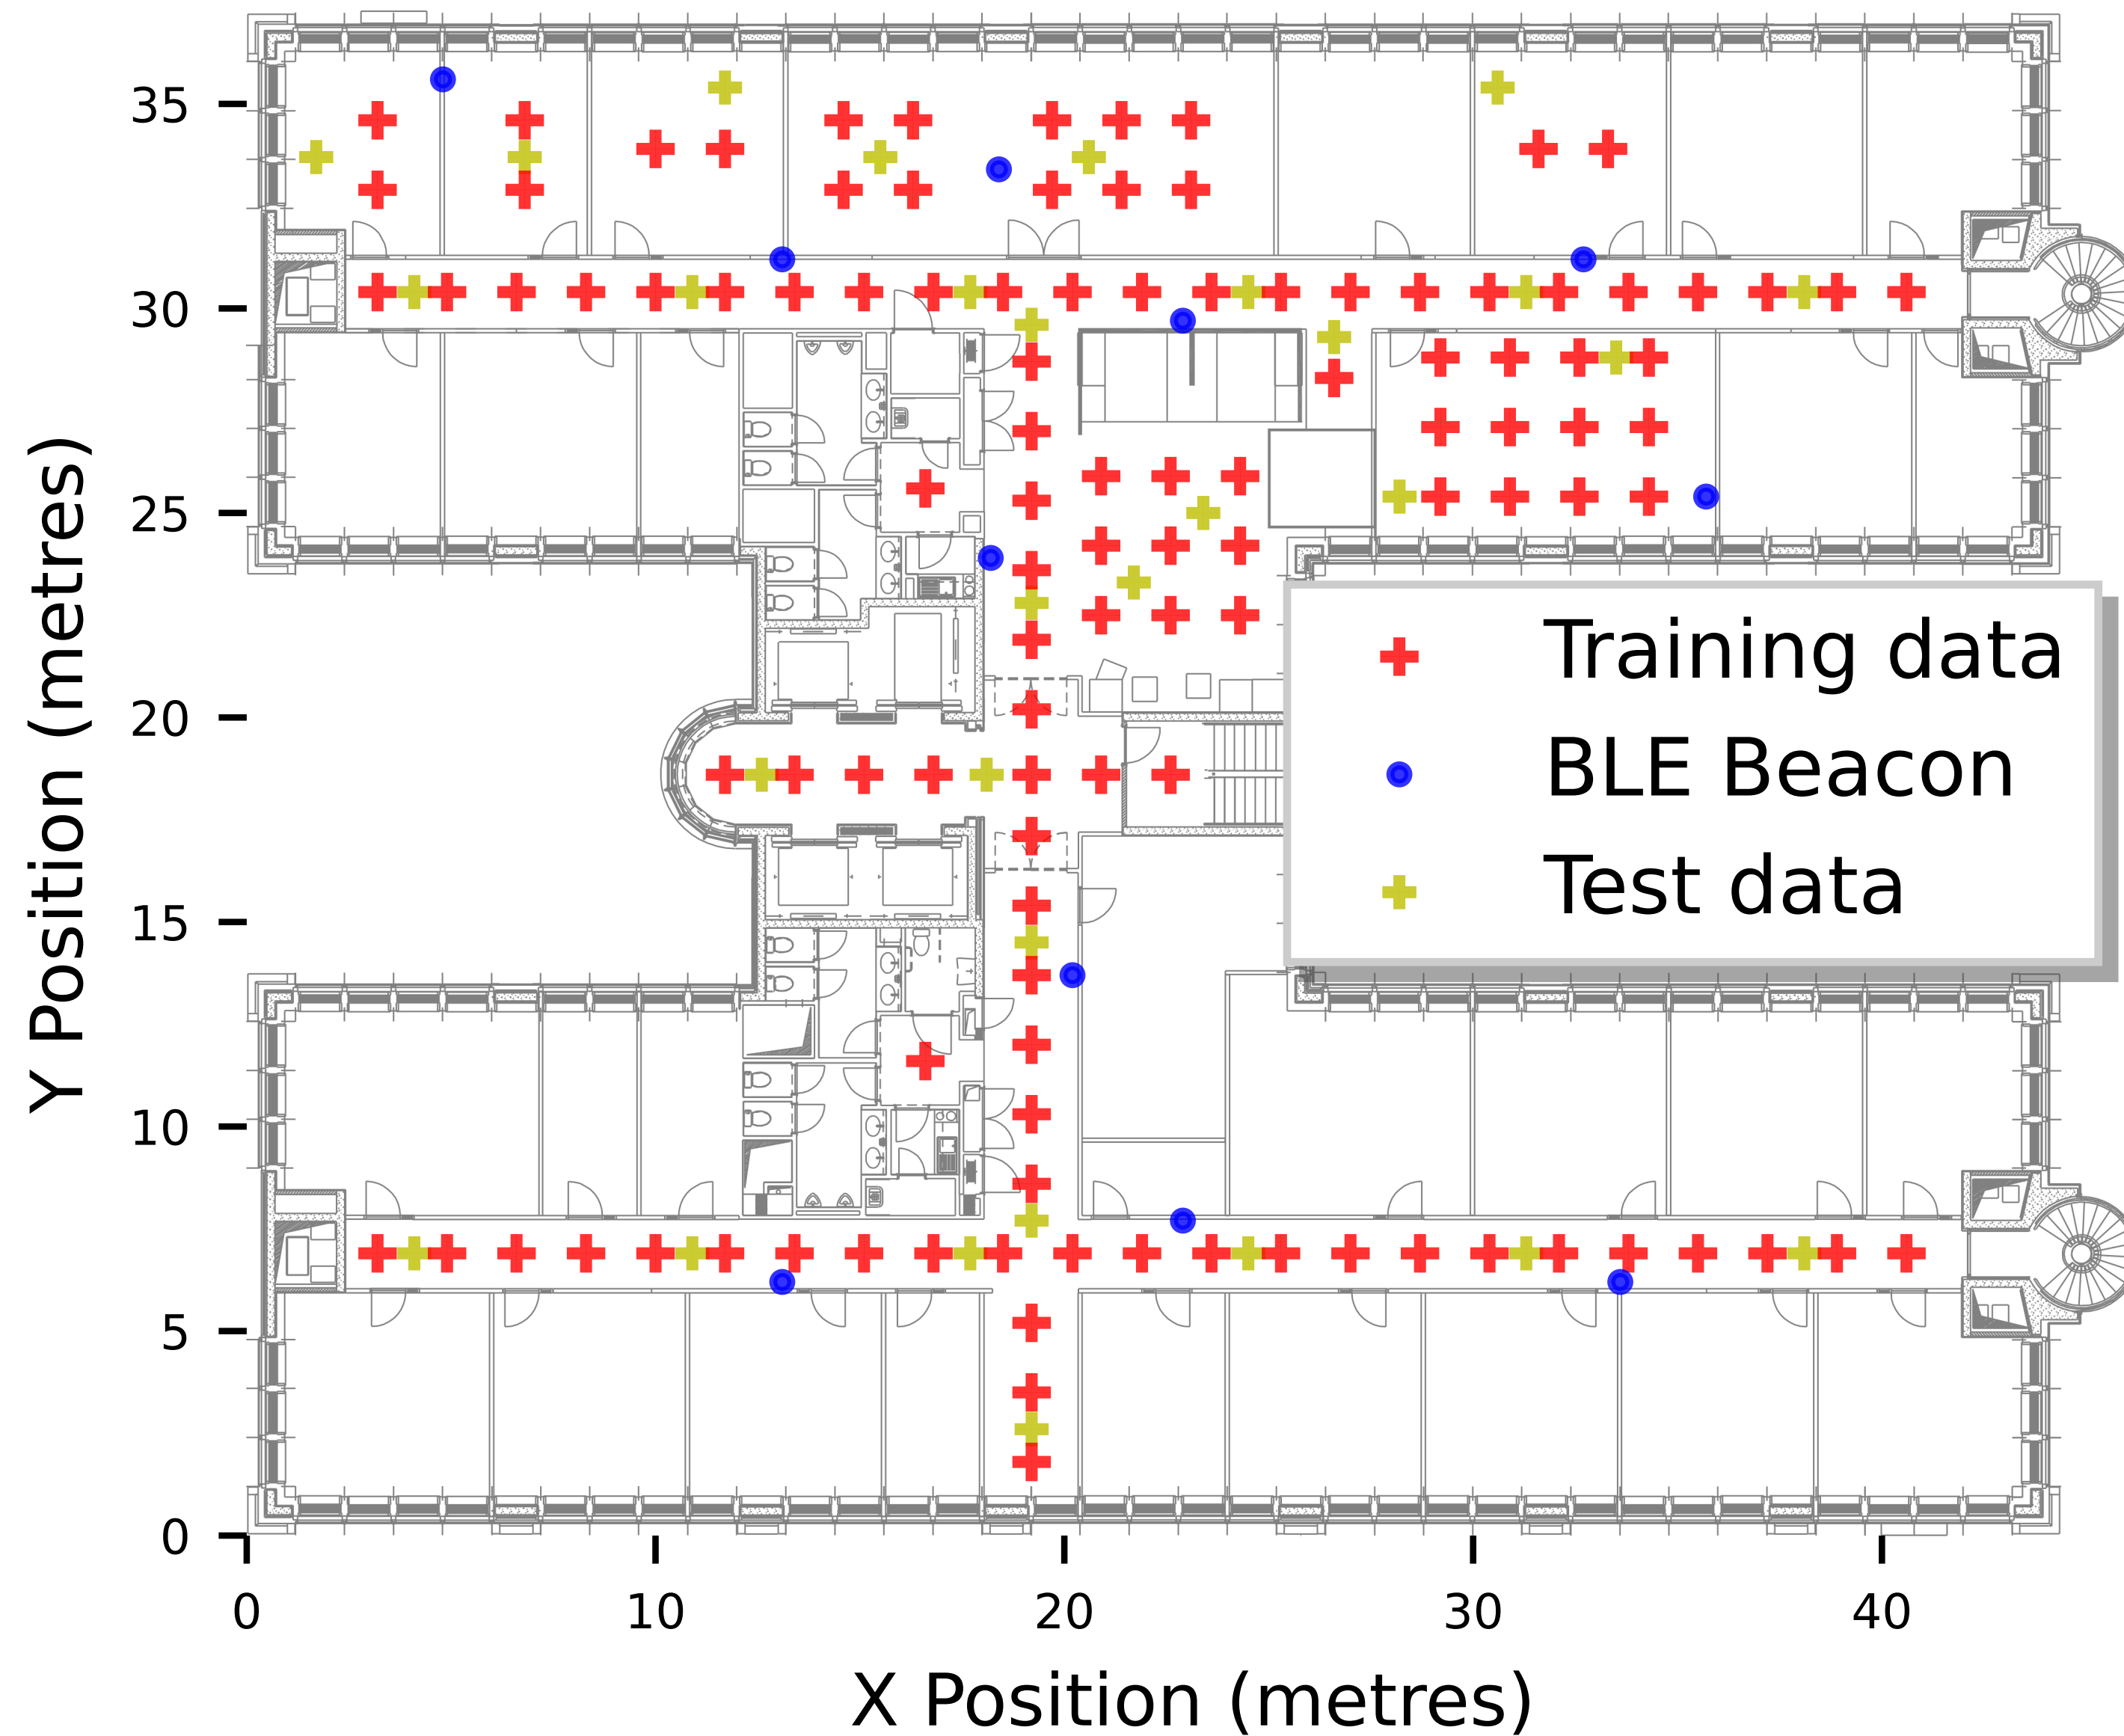 35
30
25
20
15
10
5
0
Y Position (metres)
Training data
BLE Beacon
Test data
0 10 20 30 40
X Position (metres)